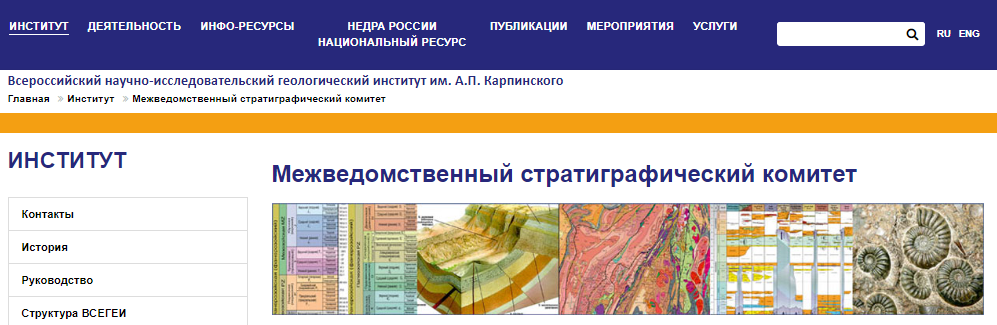 ИНСТИТУТ ДЕЯТЕЛЬНОСТЬ ИНФО-РЕСУРСЫ НЕДРА РОССИИ ПУБЛИКАЦИИ МЕРОПРИЯТИЯ УСЛУГИ
НАЦИОНАЛЬНЫЙ РЕСУРС
RU ENG
Всероссийский научно-исследовательский геологический институт им. А.П. Карпинского
Главная » Институт » Межведомственный стратиграфический комитет
ИНСТИТУТ
Межведомственный стратиграфический комитет
Контакты
История
Руководство
Структура ВСЕГЕИ